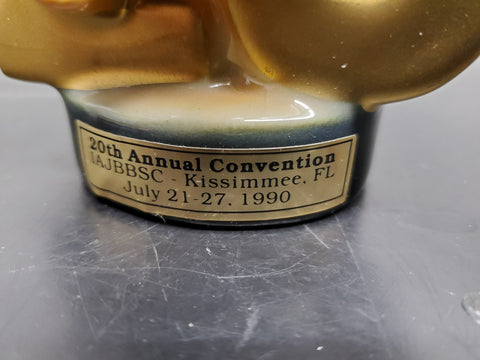 20th Annual Convention
IAJBBSC - Kissimmee, FL
July 21-27, 1990